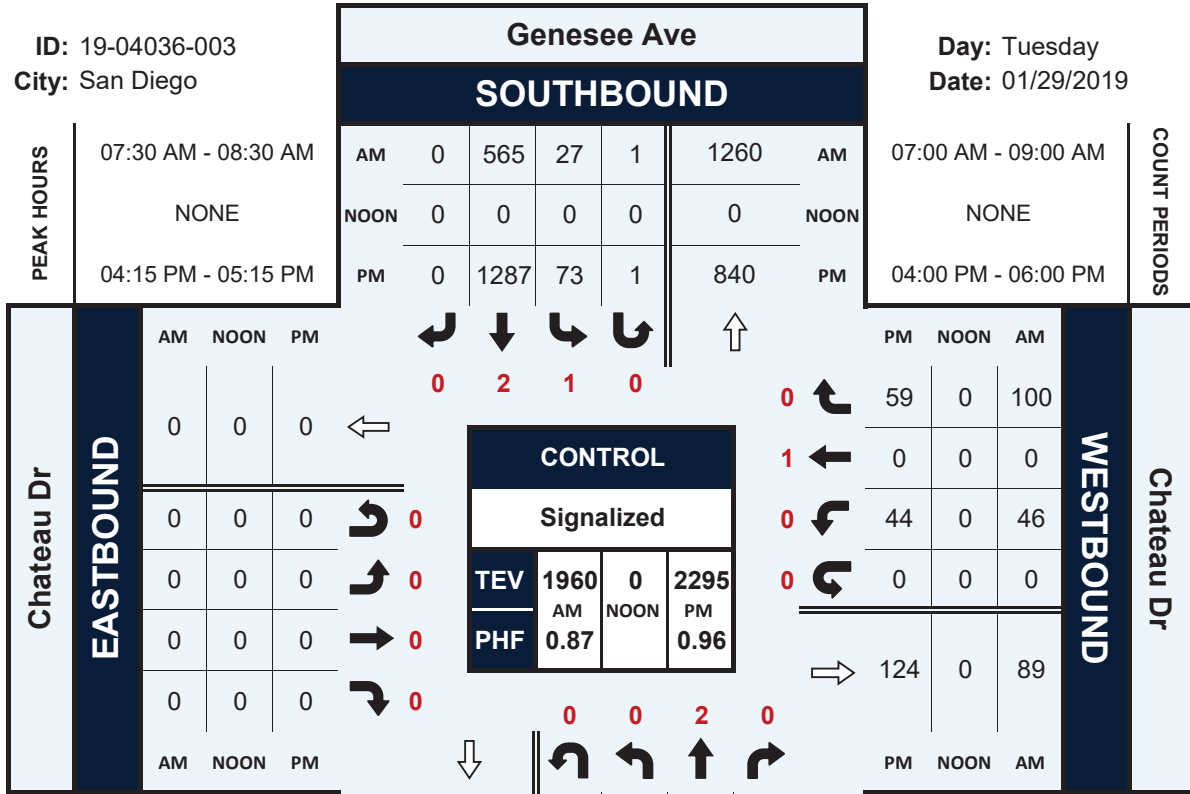 ID: 19-04036-003
City: San Diego
Genesee Ave
SOUTHBOUND
Day: Tuesday
Date: 01/29/2019
PEAK HOURS
07:30 AM - 08:30 AM
NONE
04:15 PM - 05:15 PM
AM 0 565 27 1 1260 AM
NOON 0 0 0 0 0 NOON
PM 0 1287 73 1 840 PM
07:00 AM - 09:00 AM
NONE
04:00 PM - 06:00 PM
COUNT PERIODS
0 2 1 0
Chateau Dr
EASTBOUND
AM NOON PM
0 0 0
0 0 0 0
0 0 0 0
0 0 0 0
0 0 0 0
AM NOON PM
CONTROL
Signalized
TEV 1960 0 2295
AM NOON PM
PHF 0.87 0.96
PM NOON AM
0 59 0 100
1 0 0 0
0 44 0 46
0 0 0 0
124 0 89
PM NOON AM
WESTBOUND
Chateau Dr
0 0 2 0